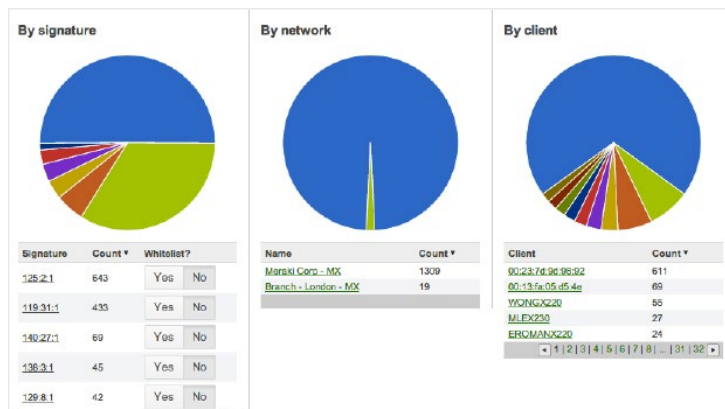 By signature
Signature Count ▼ Whitelist?
125:2:1 643 Yes No
119:31:1 433 Yes No
140:27:1 69 Yes No
136:3:1 45 Yes No
129:8:1 42 Yes No
By network
Name Count ▼
Merski Corp - MX 1309
Branch - London - MX 19
By client
Client Count ▼
00:23:7d:9d:96:92 611
00:13:fa:05:d5:4e 69
WONGX220 55
MLEX230 27
EROMANX220 24
◄ 1 | 2 | 3 | 4 | 5 | 6 | 7 | 8 | ... | 31 | 32 ►